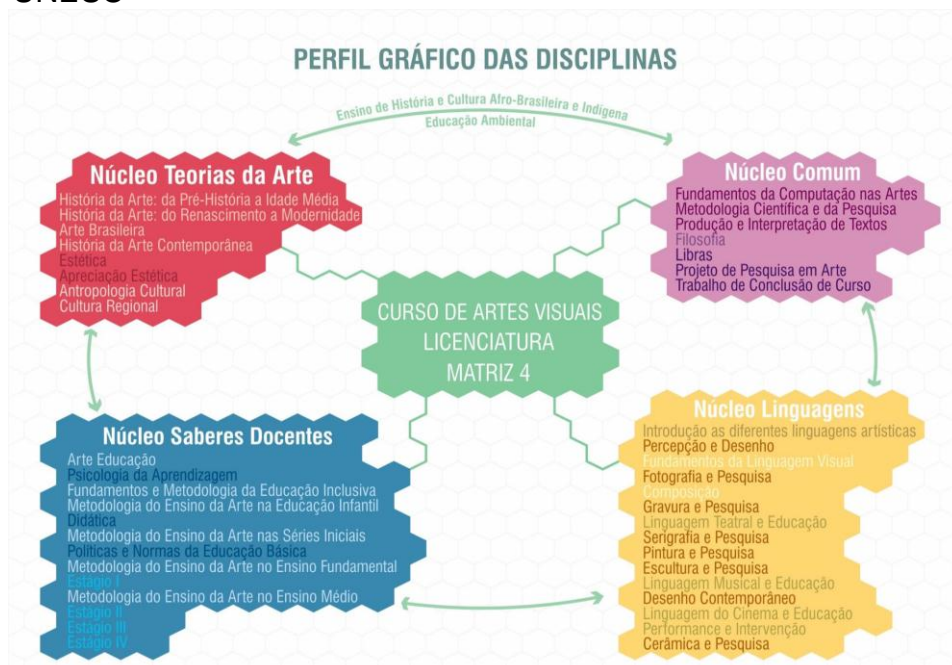 PERFIL GRÁFICO DAS DISCIPLINAS
Ensino de História e Cultura Afro-Brasileira e Indígena
Educação Ambiental
Núcleo Teorias da Arte
História da Arte: da Pré-História a Idade Média
História da Arte: do Renascimento a Modernidade
Arte Brasileira
História da Arte Contemporânea
Estética
Apreciação Estética
Antropologia Cultural
Cultura Regional
Núcleo Comum
Fundamentos da Computação nas Artes
Metodologia Científica e da Pesquisa
Produção e Interpretação de Textos
Filosofia
Libras
Projeto de Pesquisa em Arte
Trabalho de Conclusão de Curso
CURSO DE ARTES VISUAIS
LICENCIATURA
MATRIZ 4
Núcleo Saberes Docentes
Arte Educação
Psicologia da Aprendizagem
Fundamentos e Metodologia da Educação Inclusiva
Metodologia do Ensino da Arte na Educação Infantil
Didática
Metodologia do Ensino da Arte nas Séries Iniciais
Políticas e Normas da Educação Básica
Metodologia do Ensino da Arte no Ensino Fundamental
Estágio I
Metodologia do Ensino da Arte no Ensino Médio
Estágio II
Estágio III
Estágio IV
Núcleo Linguagens
Introdução as diferentes linguagens artísticas
Percepção e Desenho
Fundamentos da Linguagem Visual
Fotografia e Pesquisa
Composição
Gravura e Pesquisa
Linguagem Teatral e Educação
Serigrafia e Pesquisa
Pintura e Pesquisa
Escultura e Pesquisa
Linguagem Musical e Educação
Desenho Contemporâneo
Linguagem do Cinema e Educação
Performance e Intervenção
Cerâmica e Pesquisa